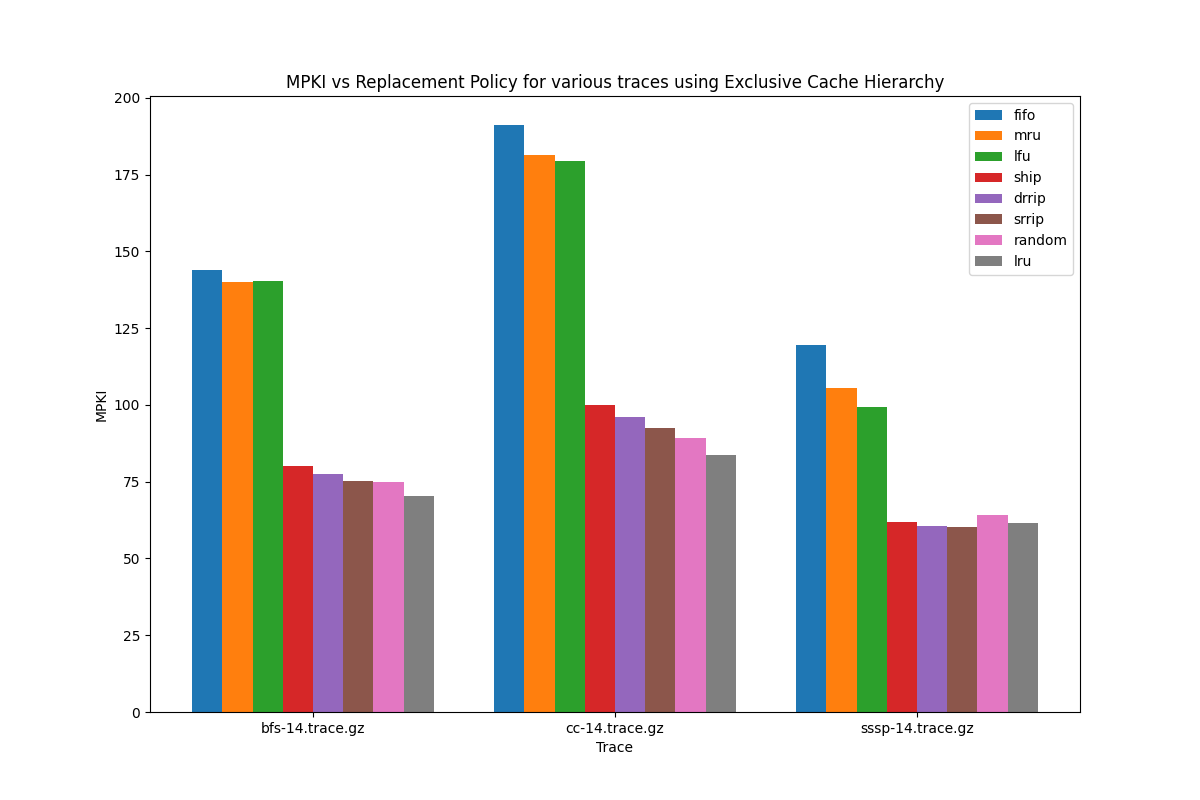 MPKI vs Replacement Policy for various traces using Exclusive Cache Hierarchy
200
175
150
125
100
75
50
25
0
MPKI
fifo
mru
lfu
ship
drrip
srrip
random
lru
bfs-14.trace.gz
cc-14.trace.gz
sssp-14.trace.gz
Trace